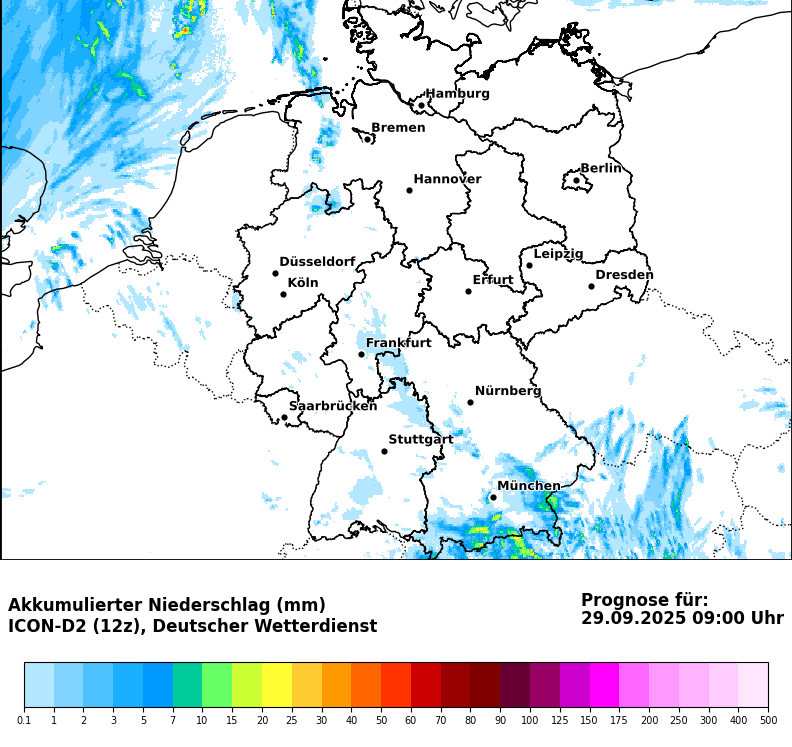 Hamburg
Bremen
Berlin
Hannover
Leipzig
Düsseldorf
Dresden
Köln
Erfurt
Frankfurt
Nürnberg
Saarbrücken
Stuttgart
München
Akkumulierter Niederschlag (mm)
ICON-D2 (12z), Deutscher Wetterdienst
Prognose für:
29.09.2025 09:00 Uhr
0.1 1 2 3 5 7 10 15 20 25 30 40 50 60 70 80 90 100 125 150 175 200 250 300 400 500